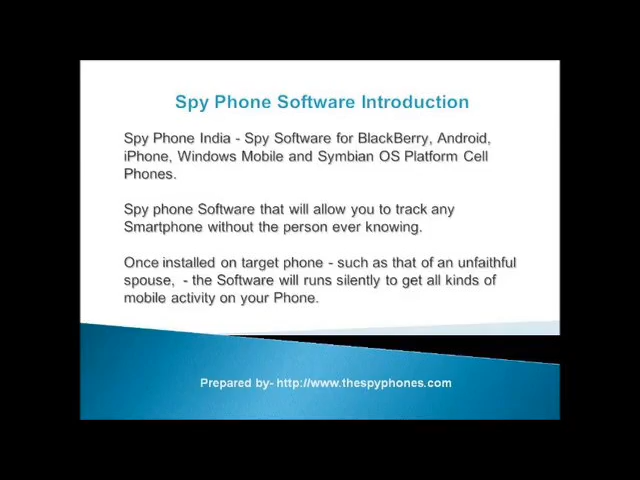 Spy Phone Software Introduction
Spy Phone India - Spy Software for BlackBerry, Android,
iPhone, Windows Mobile and Symbian OS Platform Cell
Phones.
Spy phone Software that will allow you to track any
Smartphone without the person ever knowing.
Once installed on target phone - such as that of an unfaithful
spouse,  - the Software will runs silently to get all kinds of
mobile activity on your Phone.
Prepared by- http://www.thespyphones.com